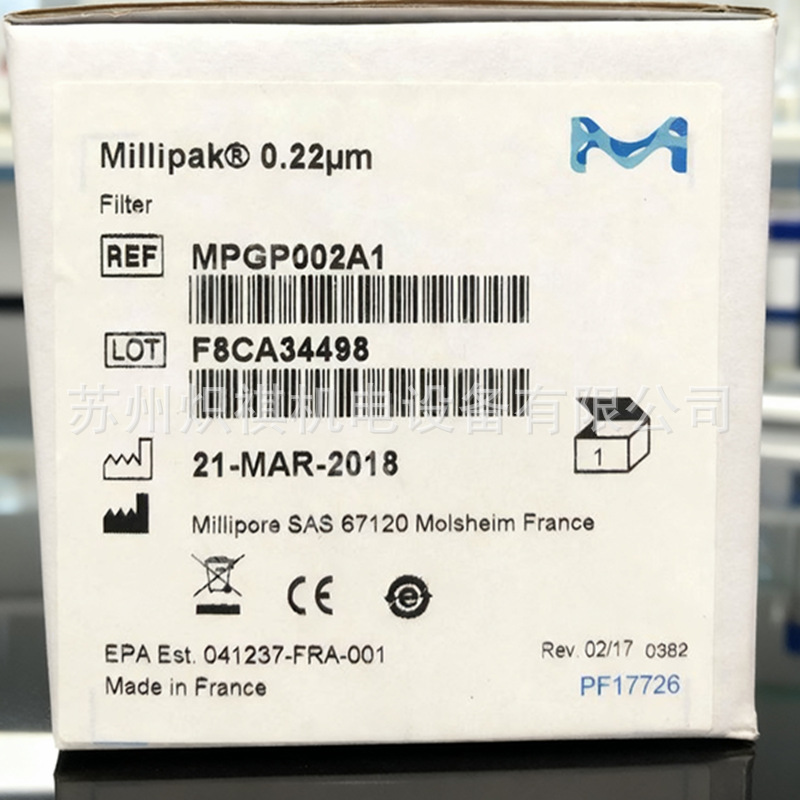 Millipak® 0.22µm
Filter
REF MPGP002A1
LOT F8CA34498
苏州炽祺机电设备有限公司
21-MAR-2018
1
Millipore SAS 67120 Molsheim France
CE
EPA Est. 041237-FRA-001
Rev. 02/17 0382
Made in France
PF17726